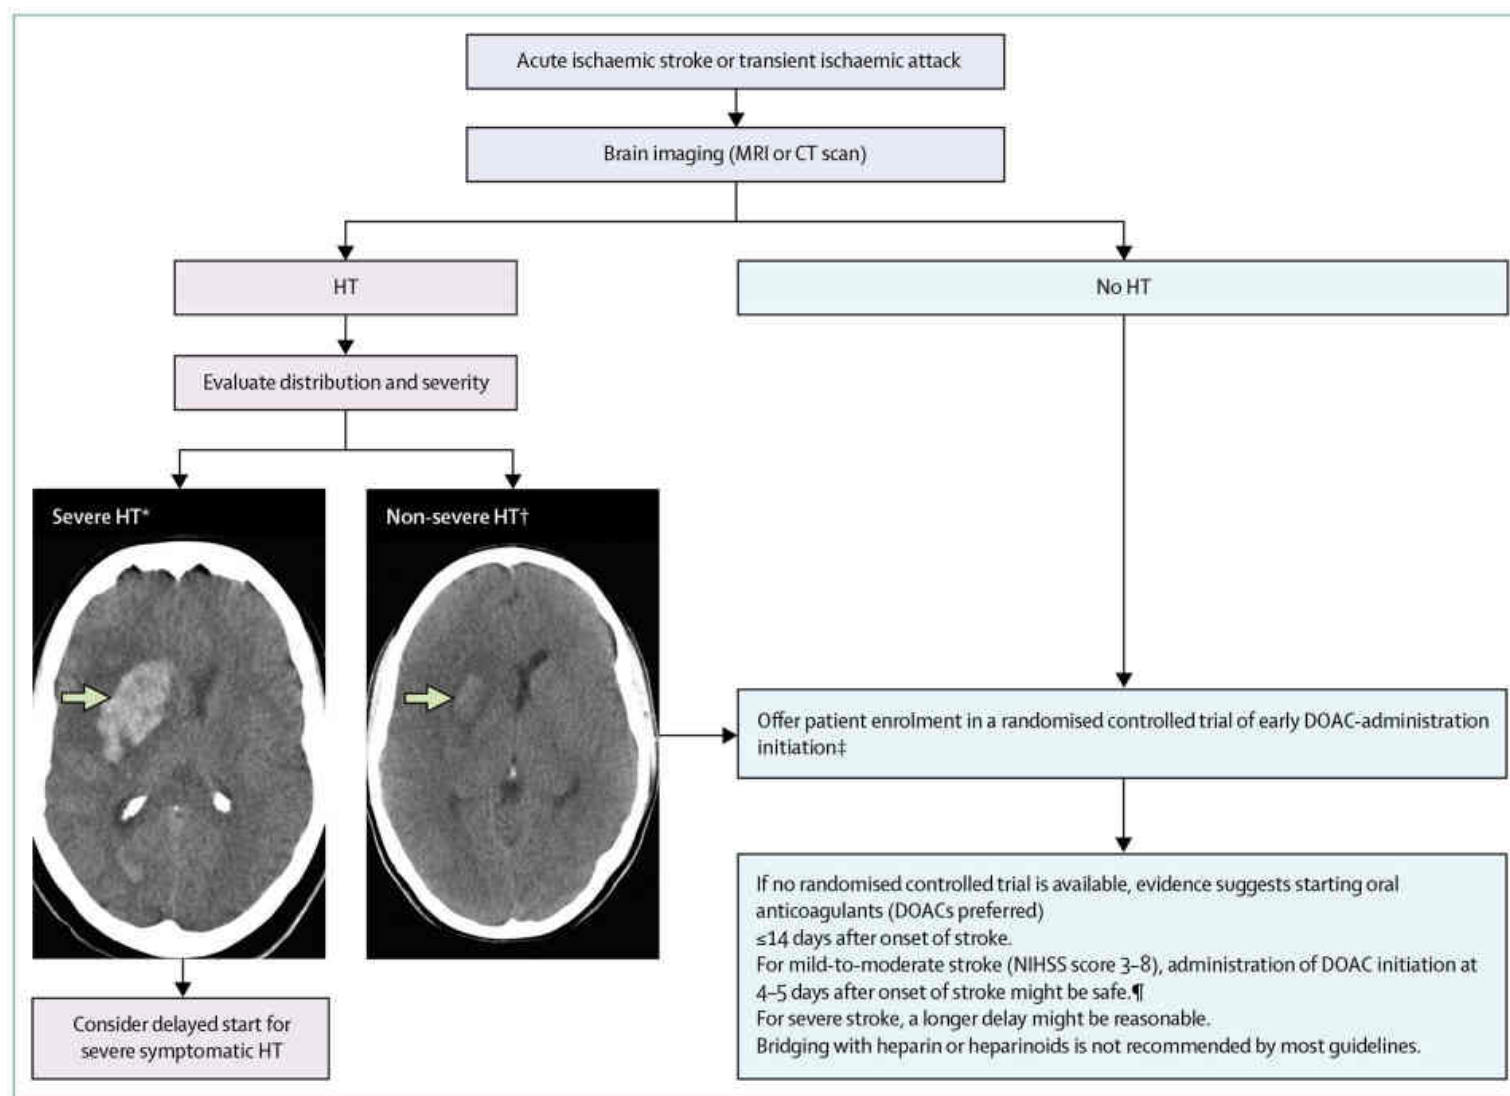 Acute ischaemic stroke or transient ischaemic attack
Brain imaging (MRI or CT scan)
HT
No HT
Evaluate distribution and severity
Severe HT*
Non-severe HT†
Offer patient enrolment in a randomised controlled trial of early DOAC-administration
initiation‡
If no randomised controlled trial is available, evidence suggests starting oral
anticoagulants (DOACs preferred)
≤14 days after onset of stroke.
For mild-to-moderate stroke (NIHSS score 3–8), administration of DOAC initiation at
4–5 days after onset of stroke might be safe.¶
For severe stroke, a longer delay might be reasonable.
Bridging with heparin or heparinoids is not recommended by most guidelines.
Consider delayed start for
severe symptomatic HT